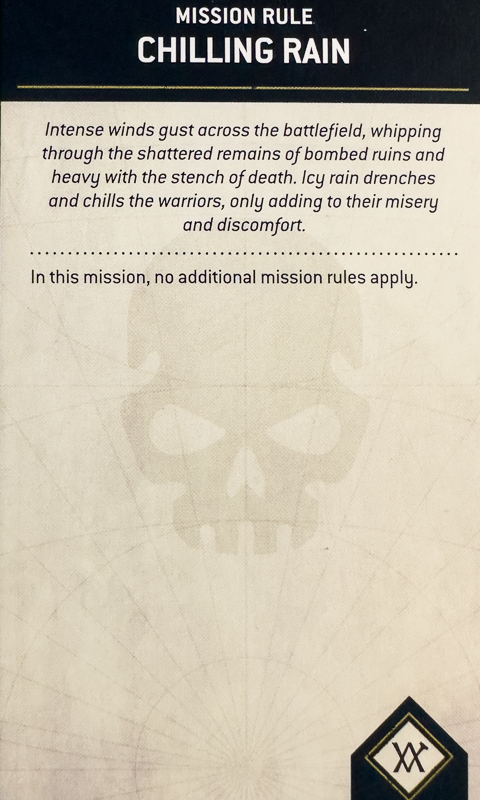 MISSION RULE
CHILLING RAIN
Intense winds gust across the battlefield, whipping
through the shattered remains of bombed ruins and
heavy with the stench of death. Icy rain drenches
and chills the warriors, only adding to their misery
and discomfort.
In this mission, no additional mission rules apply.